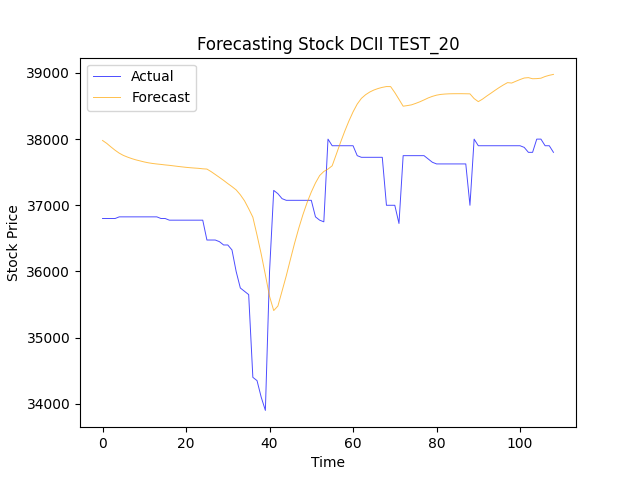 Forecasting Stock DCII TEST_20
Actual
Forecast
39000
38000
37000
36000
35000
34000
Stock Price
0 20 40 60 80 100
Time